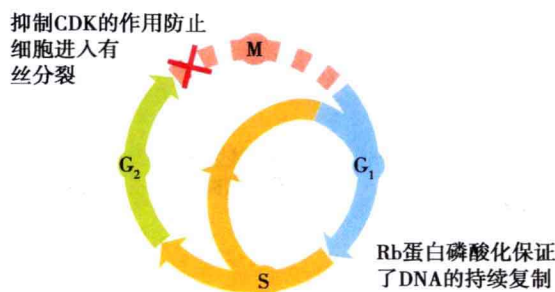 抑制CDK的作用防止
细胞进入有
丝分裂
M
G₂
G₁
S
Rb蛋白磷酸化保证
了DNA的持续复制